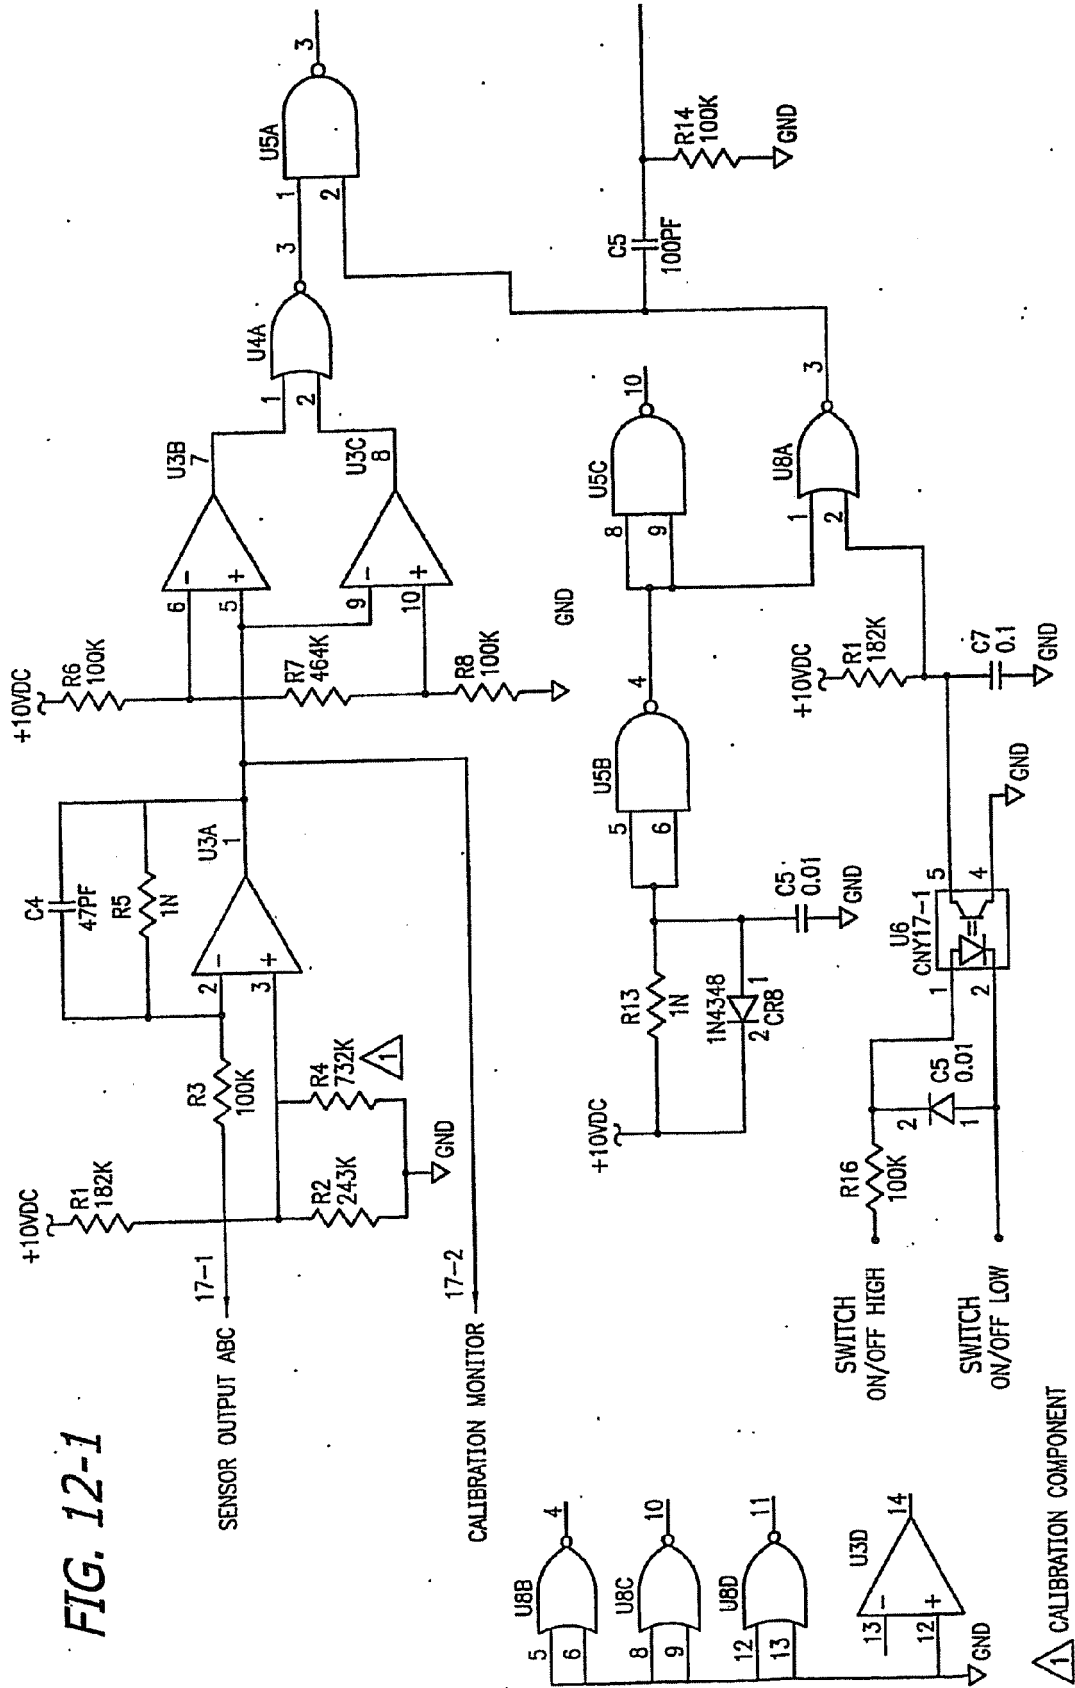 FIG. 12-1
+10VDC
R1
182K
17-1
SENSOR OUTPUT ABC
R2
243K
R4
732K
1
GND
R3
100K
C4
47PF
R5
1N
2
3
-
+
U3A
1
17-2
CALIBRATION MONITOR
+10VDC
R6
100K
R7
464K
R8
100K
GND
6
5
-
+
U3B
7
9
10
-
+
U3C
8
1
2
U4A
3
1
2
U5A
3
+10VDC
R13
1N
1N4348
1
2
CR8
C5
0.01
GND
5
6
U5B
4
8
9
U5C
10
1
2
U8A
3
C5
100PF
R14
100K
GND
+10VDC
R1
182K
C7
0.1
GND
SWITCH
ON/OFF HIGH
SWITCH
ON/OFF LOW
R16
100K
2
1
C5
0.01
1
2
U6
CNY17-1
5
4
GND
5
6
U8B
4
8
9
U8C
10
12
13
U8D
11
13
12
-
+
U3D
14
GND
1 CALIBRATION COMPONENT